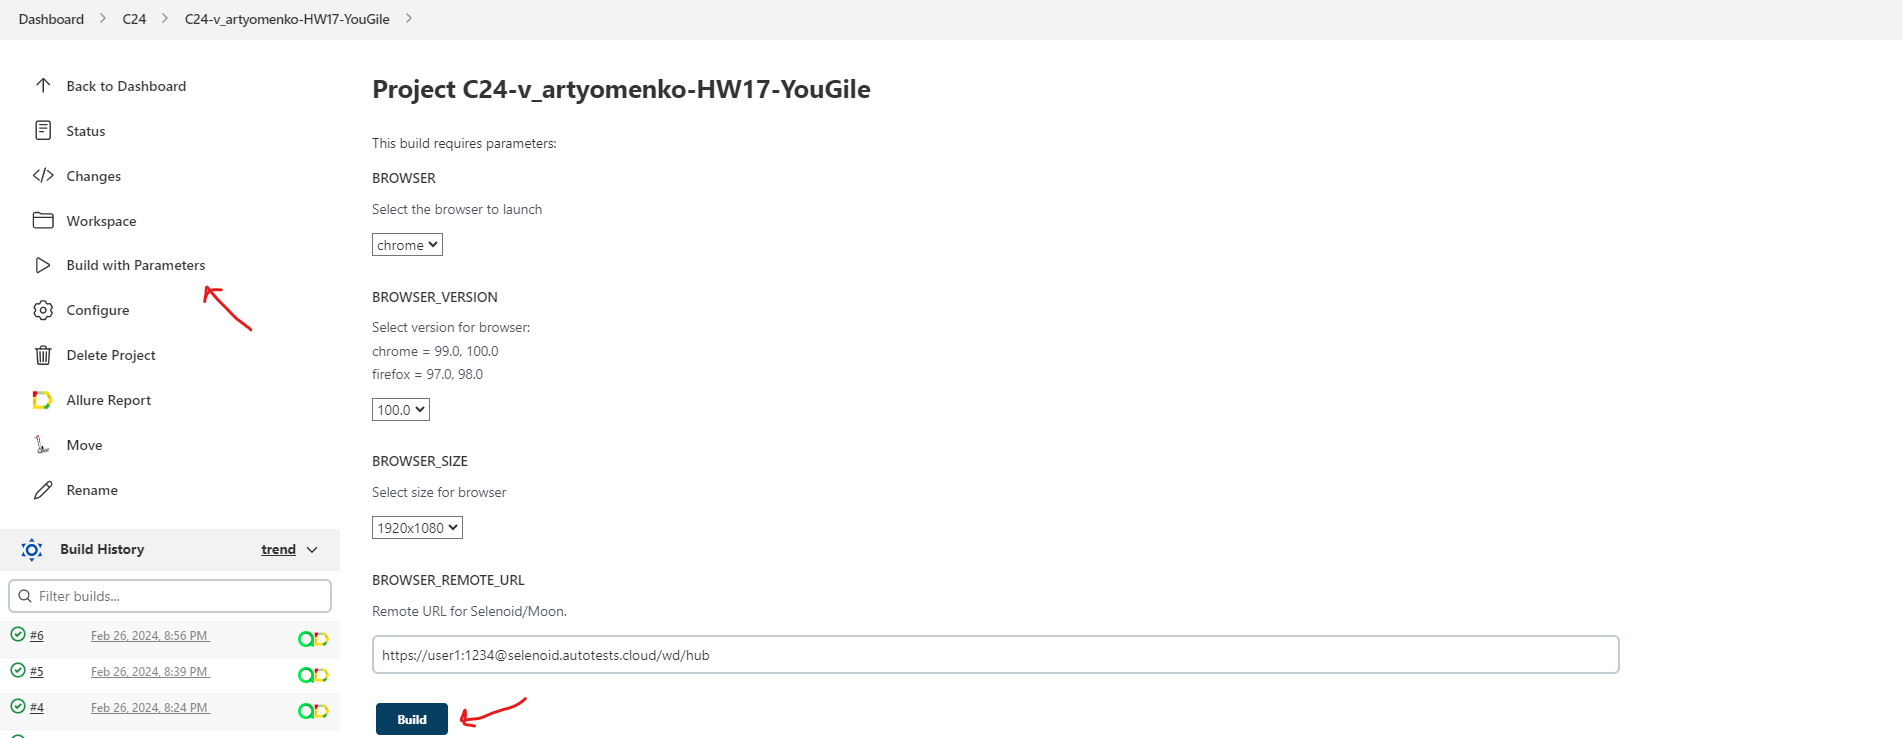 Dashboard > C24 > C24-v_artyomenko-HW17-YouGile >
Back to Dashboard
Status
Changes
Workspace
Build with Parameters
Configure
Delete Project
Allure Report
Move
Rename
Build History trend
Filter builds...
#6 Feb 26, 2024, 8:56 PM
#5 Feb 26, 2024, 8:39 PM
#4 Feb 26, 2024, 8:24 PM
Project C24-v_artyomenko-HW17-YouGile
This build requires parameters:
BROWSER
Select the browser to launch
chrome
BROWSER_VERSION
Select version for browser:
chrome = 99.0, 100.0
firefox = 97.0, 98.0
100.0
BROWSER_SIZE
Select size for browser
1920x1080
BROWSER_REMOTE_URL
Remote URL for Selenoid/Moon.
https://user1:1234@selenoid.autotests.cloud/wd/hub
Build